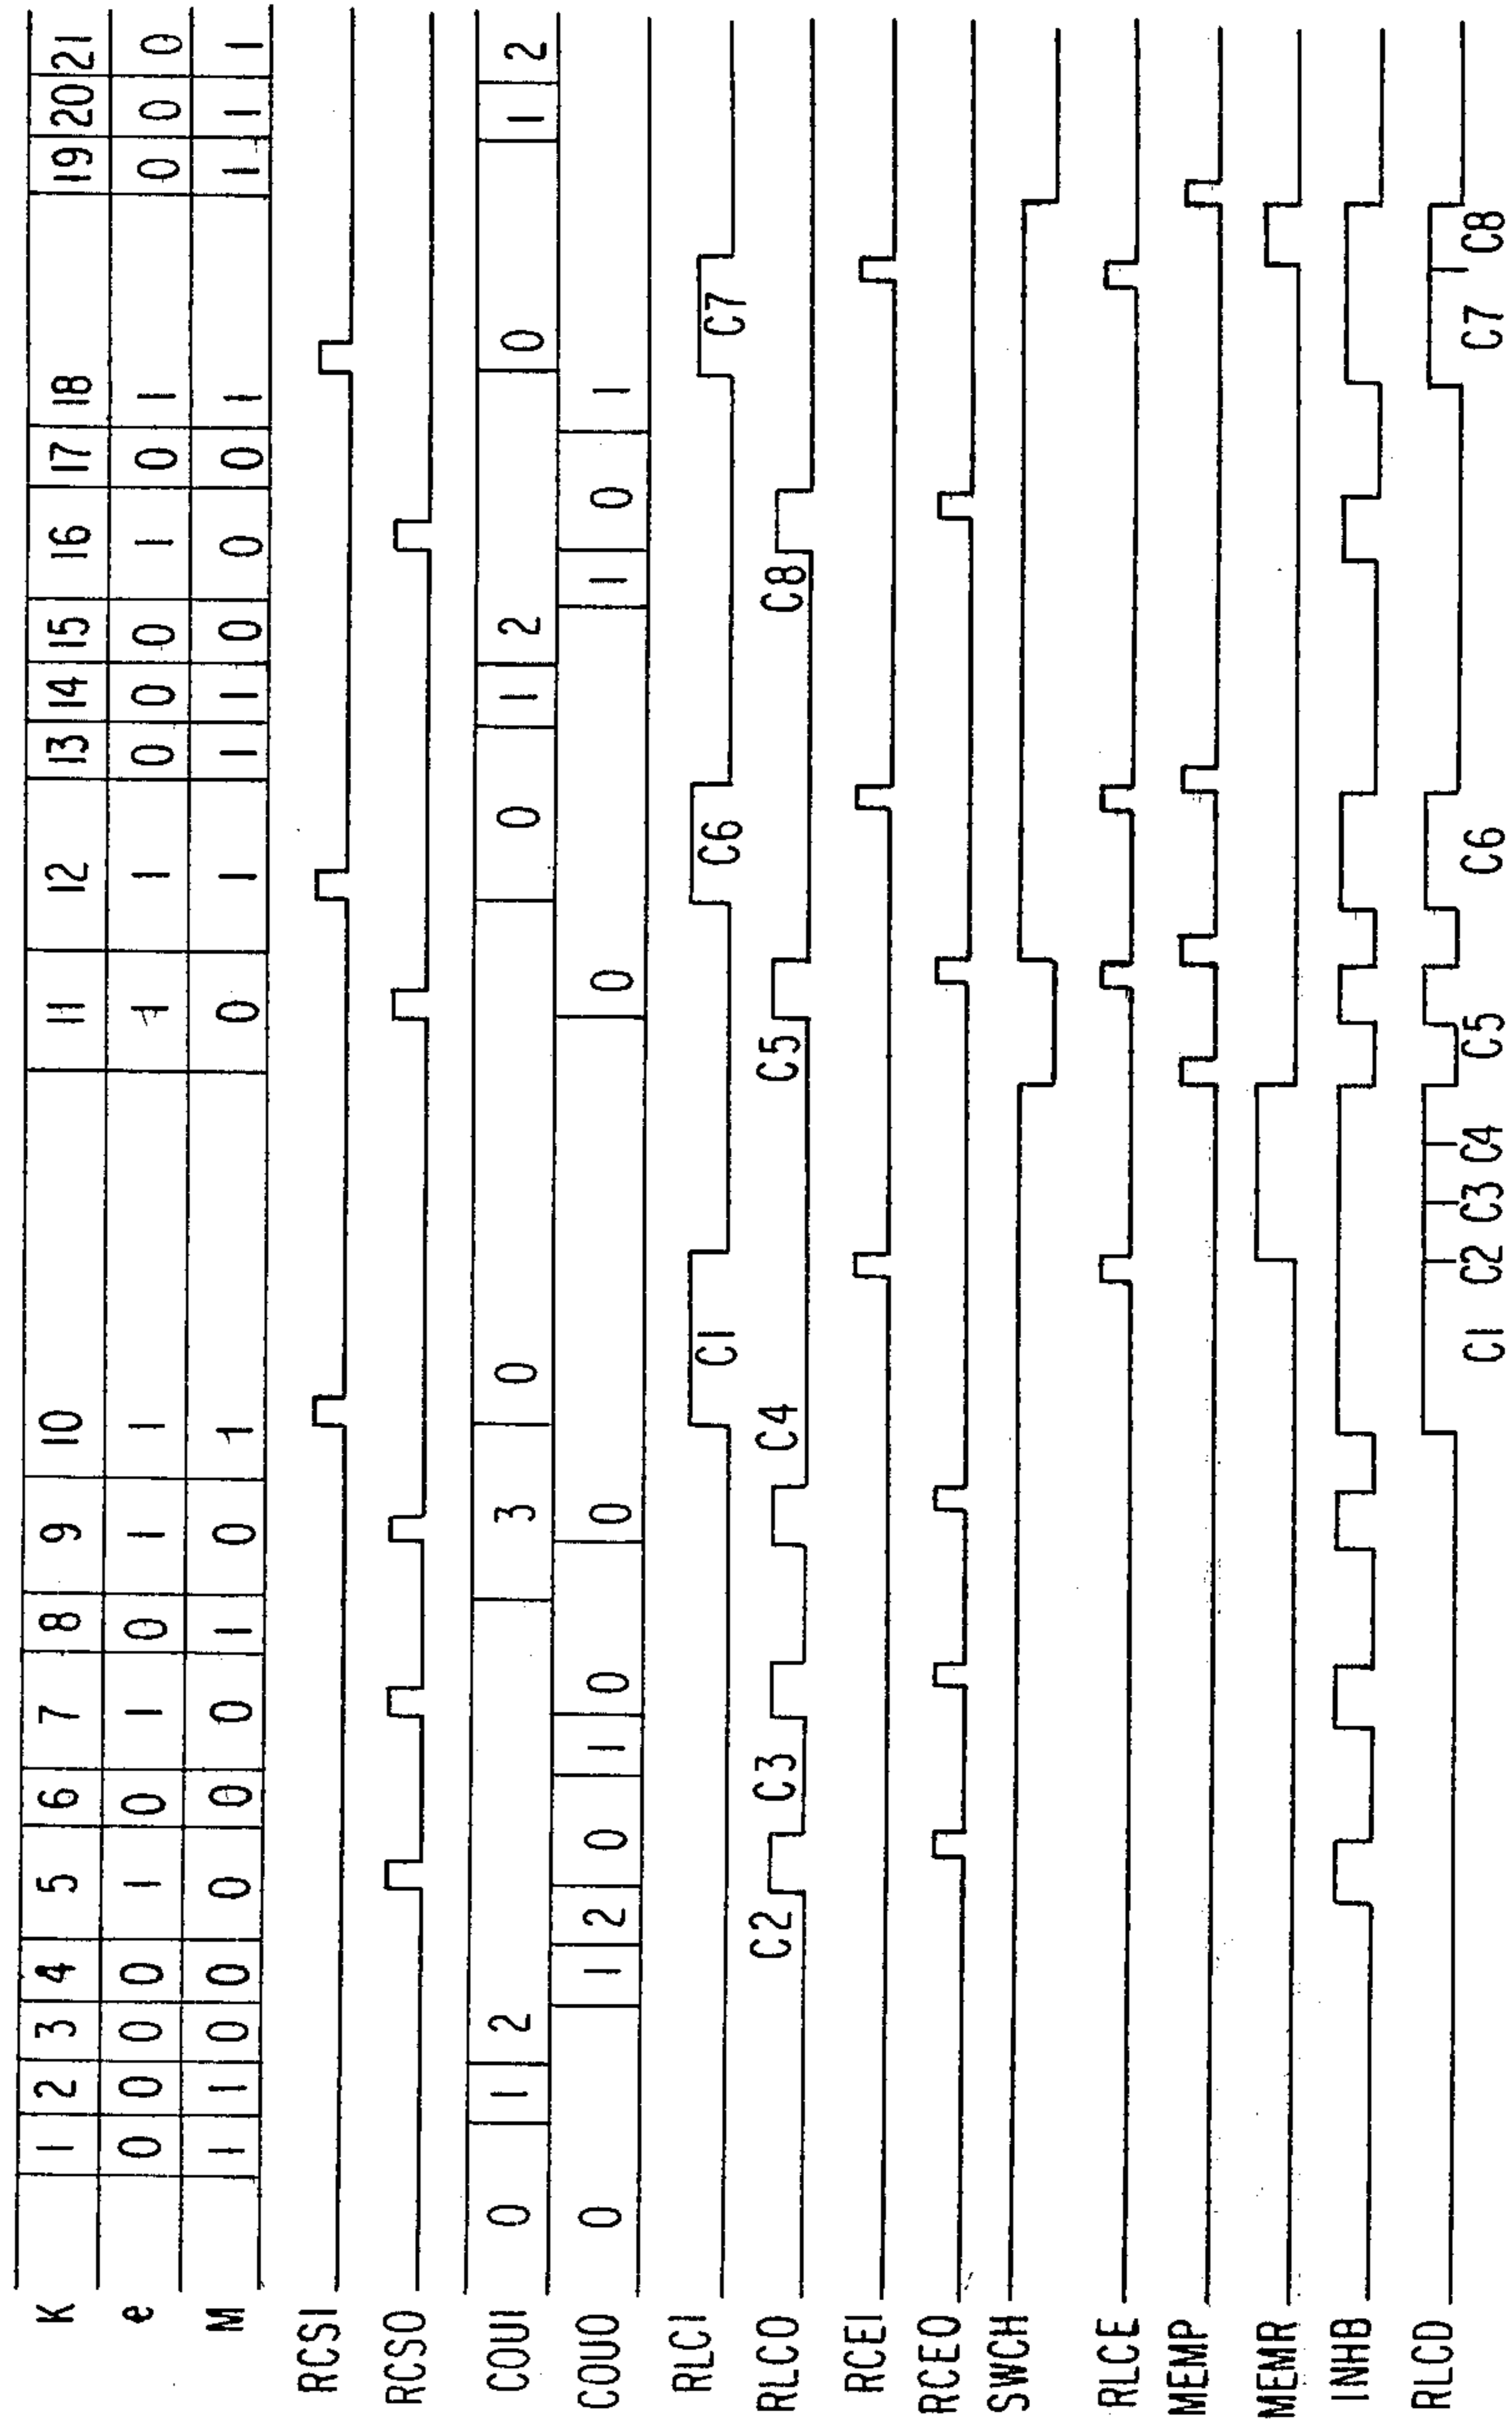 K 1 2 3 4 5 6 7 8 9 10 11 12 13 14 15 16 17 18 19 20 21
e 0 0 0 0 1 0 1 0 1 1 1 1 0 0 0 1 0 1 0 0 0
M 1 1 0 0 0 0 0 1 0 1 0 1 1 1 0 0 0 1 1 1 1
RCSI
RCSO
COUI 0 1 2 3 0 0 1 2 0 1 2
COUO 0 1 2 0 1 0 0 0 1 0 1
RLCI C1 C6 C7
RLCO C2 C3 C4 C5 C8
RCEI
RCEO
SWCH
RLCE
MEMP
MEMR
INHB
RLCD
C1 C2 C3 C4 C5 C6 C7 C8